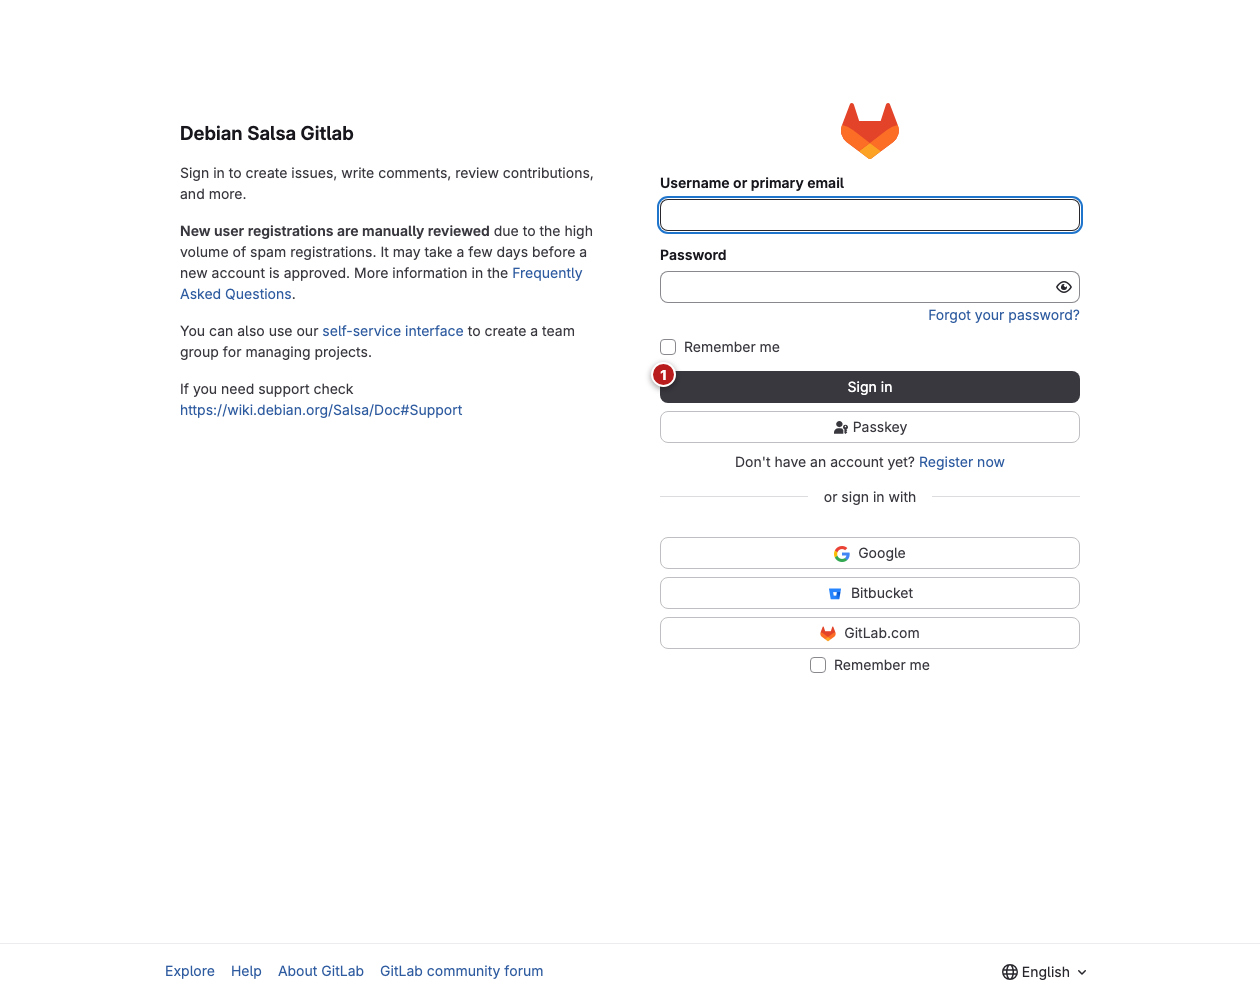 Debian Salsa Gitlab
Sign in to create issues, write comments, review contributions,
and more.
New user registrations are manually reviewed due to the high
volume of spam registrations. It may take a few days before a
new account is approved. More information in the Frequently
Asked Questions.
You can also use our self-service interface to create a team
group for managing projects.
If you need support check
https://wiki.debian.org/Salsa/Doc#Support
Username or primary email
Password
Forgot your password?
Remember me
1
Sign in
Passkey
Don't have an account yet? Register now
or sign in with
Google
Bitbucket
GitLab.com
Remember me
Explore Help About GitLab GitLab community forum
English